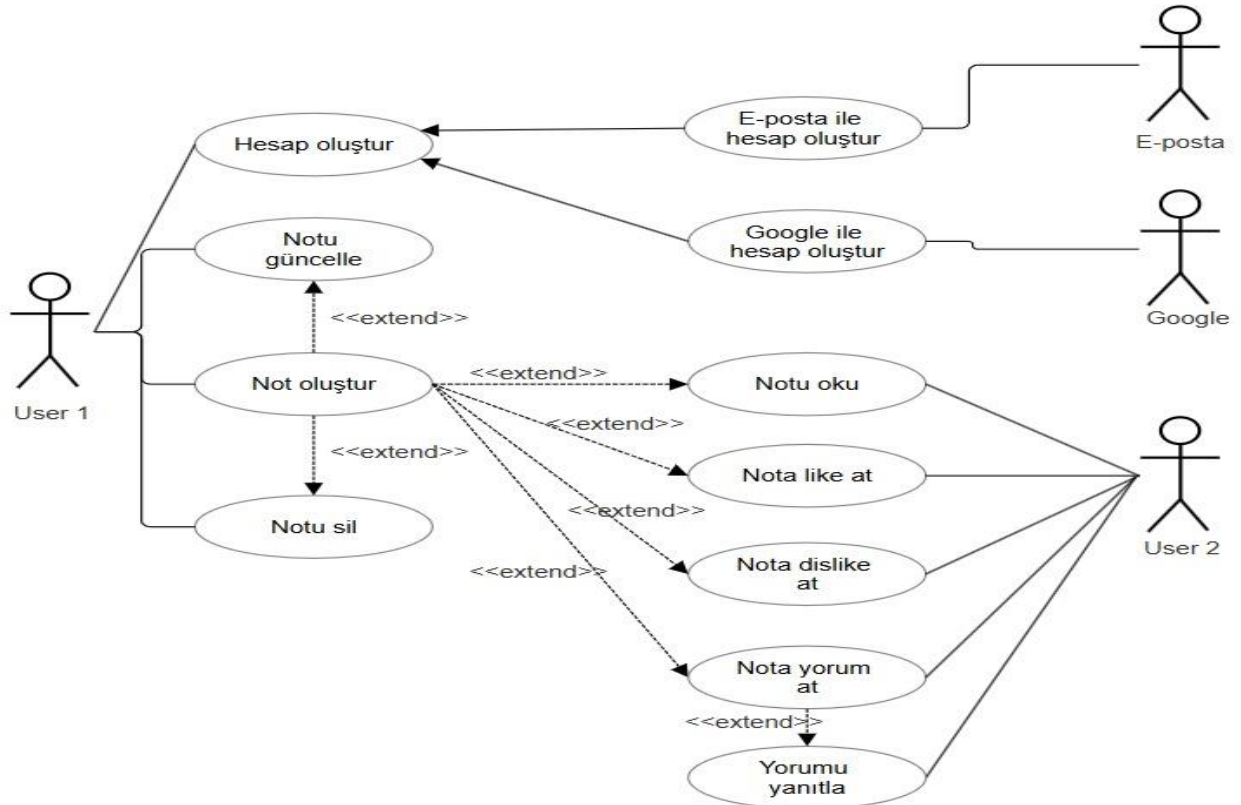 E-posta ile
hesap oluştur
Hesap oluştur
E-posta
Google ile
hesap oluştur
Notu
güncelle
Google
<<extend>>
Not oluştur
<<extend>>
Notu oku
User 1
<<extend>>
<<extend>>
Nota like at
Notu sil
<<extend>>
User 2
<<extend>>
Nota dislike
at
Nota yorum
at
<<extend>>
Yorumu
yanıtla